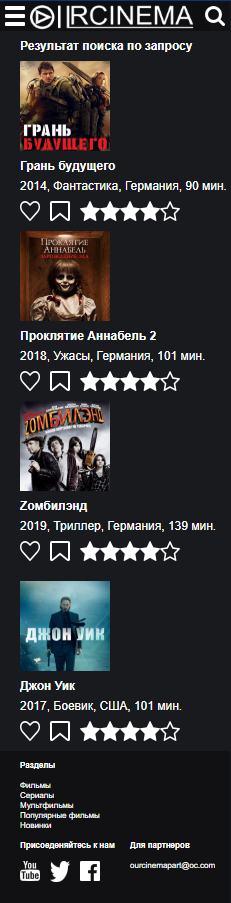 IRCINEMA
Результат поиска по запросу
ГРАНЬ
БУДУЩЕГО
Грань будущего
2014, Фантастика, Германия, 90 мин.
ПРОКЛЯТИЕ
АННАБЕЛЬ
ЗАРОЖДЕНИЕ ЗЛА
Проклятие Аннабель 2
2018, Ужасы, Германия, 101 мин.
ZОМБИЛЭНД
Zомбилэнд
2019, Триллер, Германия, 139 мин.
ДЖОН УИК
Джон Уик
2017, Боевик, США, 101 мин.
Разделы
Фильмы
Сериалы
Мультфильмы
Популярные фильмы
Новинки
Присоеденяйтесь к нам
Для партнеров
You
Tube
ourcinemapart@oc.com